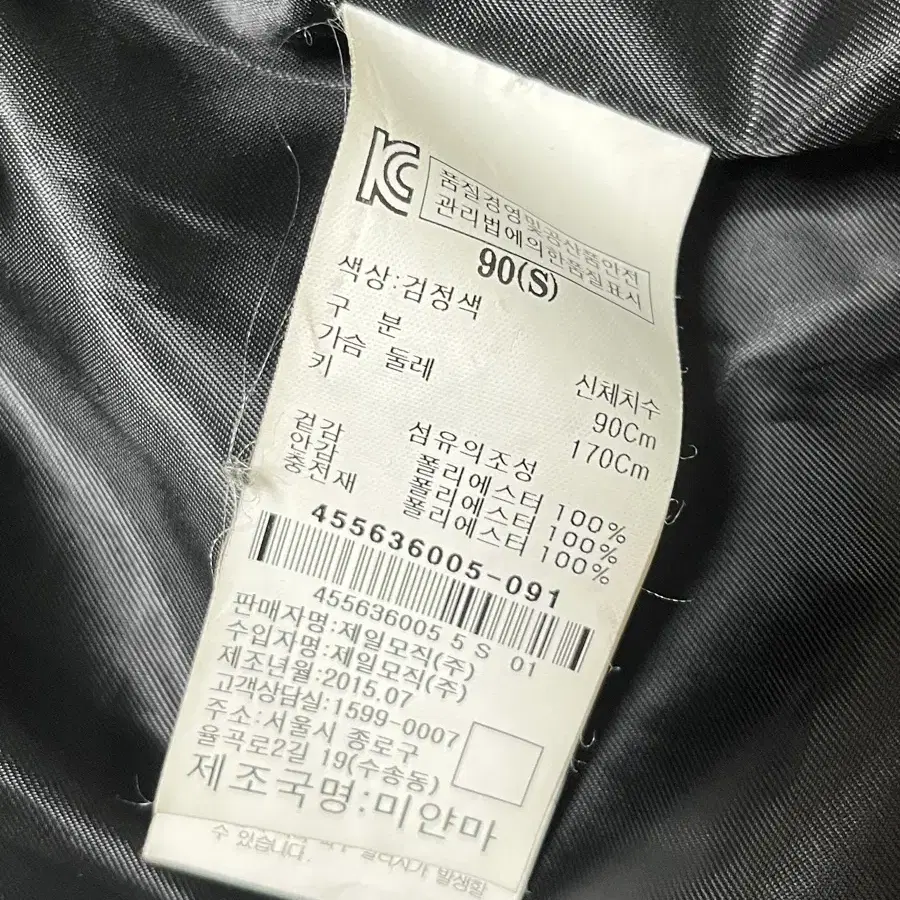 KC
품질경영및공산품안전
관리법에의한품질표시
90(S)
색상:검정색
구 분 신체치수
가슴 둘레 90Cm
키 170Cm
섬유의조성
겉감 폴리에스터 100%
안감 폴리에스터 100%
충전재 폴리에스터 100%
455636005-091
455636005 5 S 01
판매자명:제일모직(주)
수입자명:제일모직(주)
제조년월:2015.07
고객상담실:1599-0007
주소:서울시 종로구
율곡로2길 19(수송동)
제조국명:미얀마
발생할
수 있습니다.